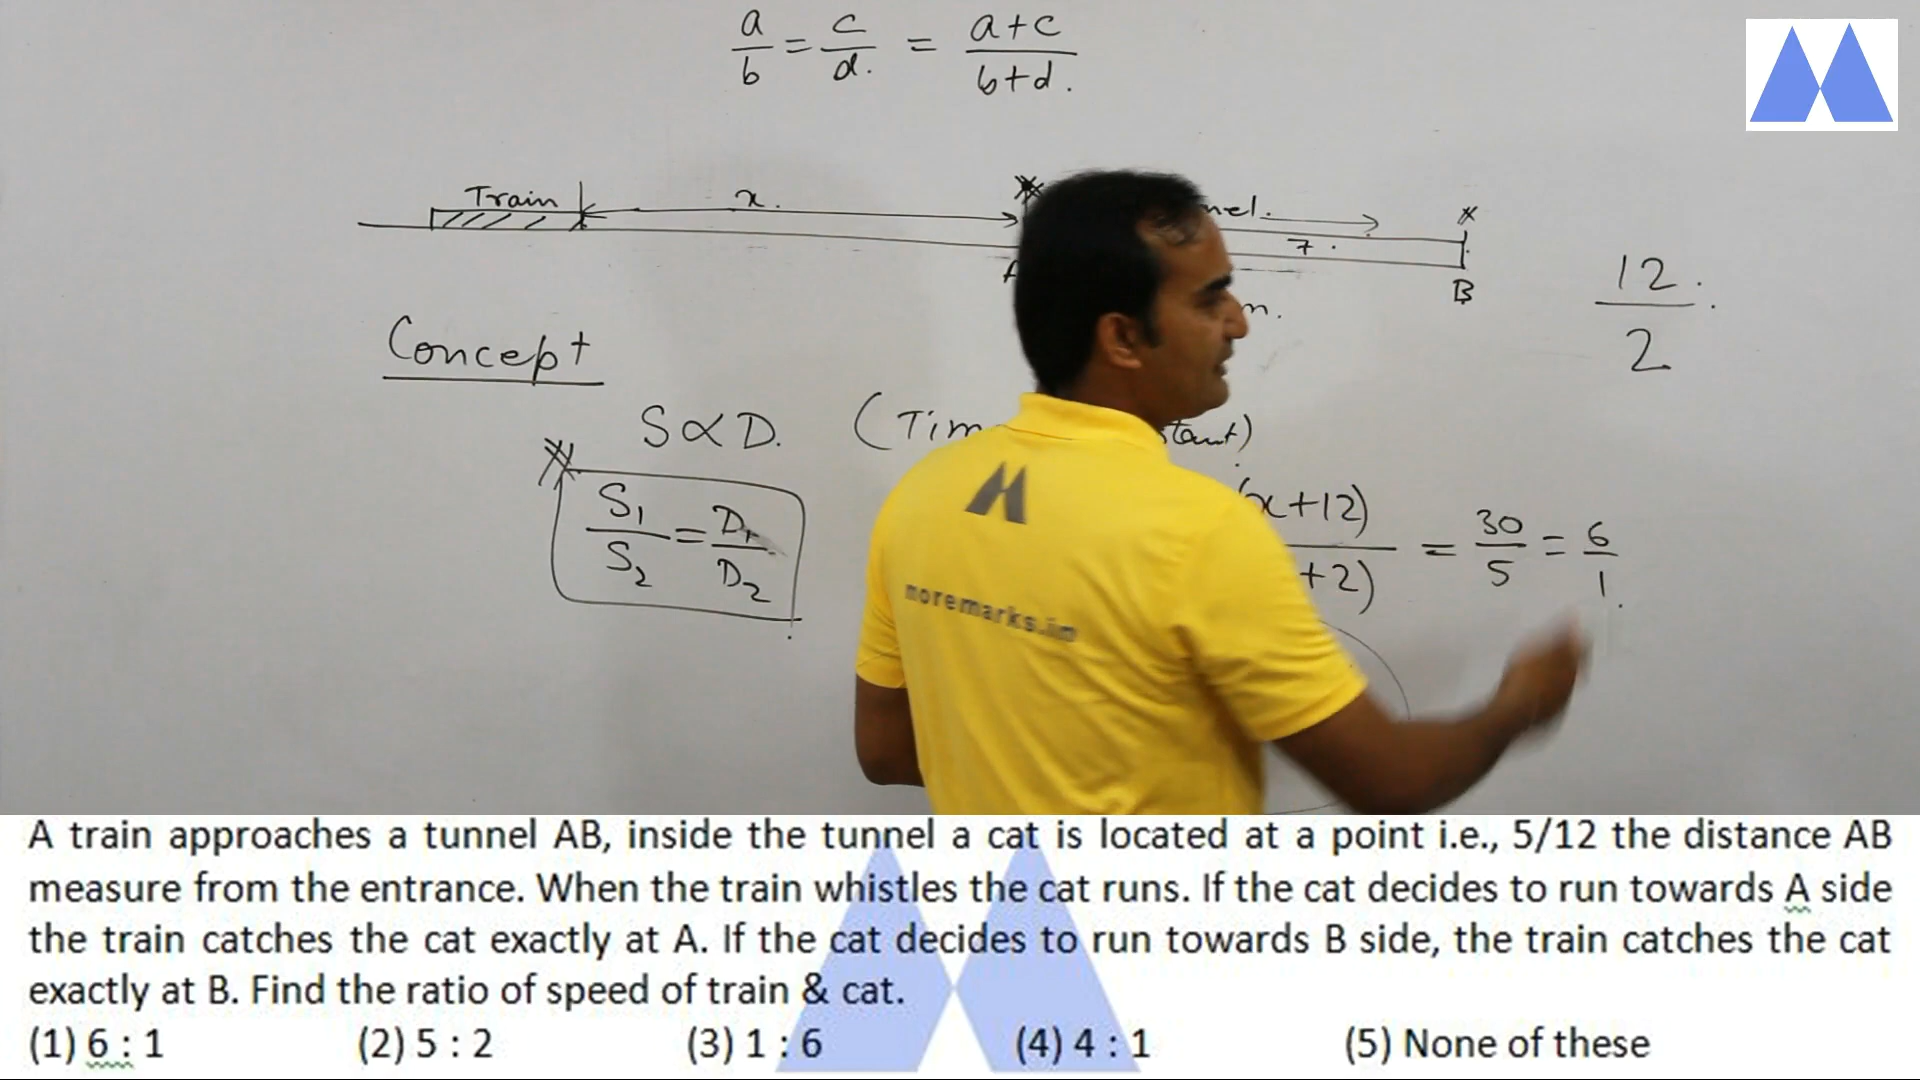 a/b = c/d. = a+c/b+d.
Train x. 7.
B
12/2
Concept
S∝D. (
S₁/S₂ = D₁/D₂
x+12)/+2) = 30/5 = 6/1.
moremarks.in
A train approaches a tunnel AB, inside the tunnel a cat is located at a point i.e., 5/12 the distance AB
measure from the entrance. When the train whistles the cat runs. If the cat decides to run towards A side
the train catches the cat exactly at A. If the cat decides to run towards B side, the train catches the cat
exactly at B. Find the ratio of speed of train & cat.
(1) 6 : 1 (2) 5 : 2 (3) 1 : 6 (4) 4 : 1 (5) None of these